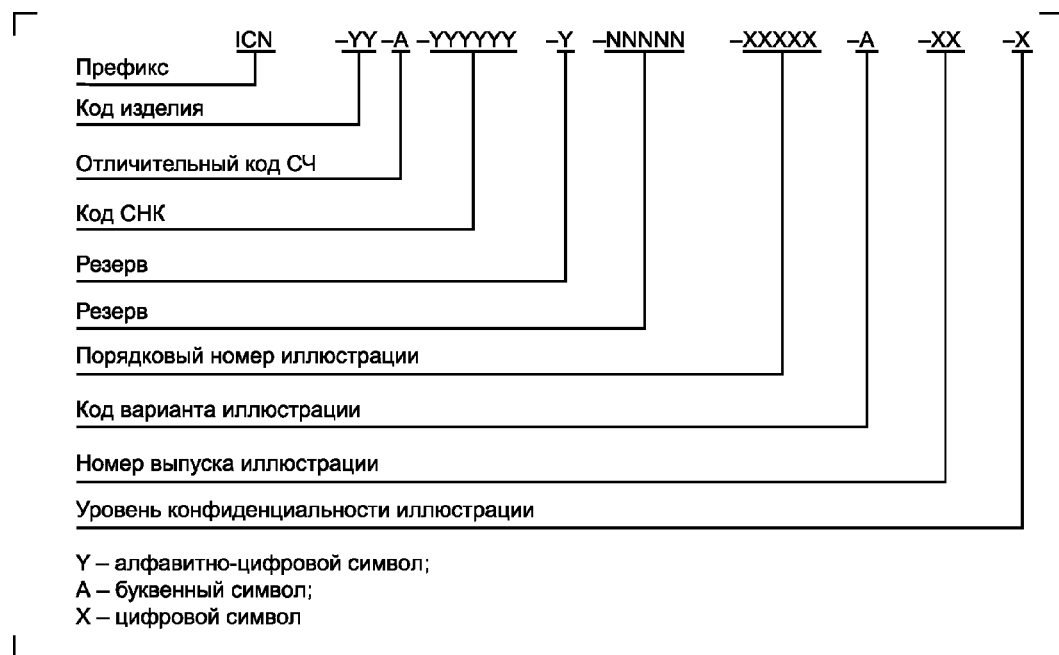 ICN –YY –A –YYYYYY –Y –NNNNN –XXXXX –A –XX –X
Префикс
Код изделия
Отличительный код СЧ
Код СНК
Резерв
Резерв
Порядковый номер иллюстрации
Код варианта иллюстрации
Номер выпуска иллюстрации
Уровень конфиденциальности иллюстрации
Y – алфавитно-цифровой символ;
A – буквенный символ;
X – цифровой символ